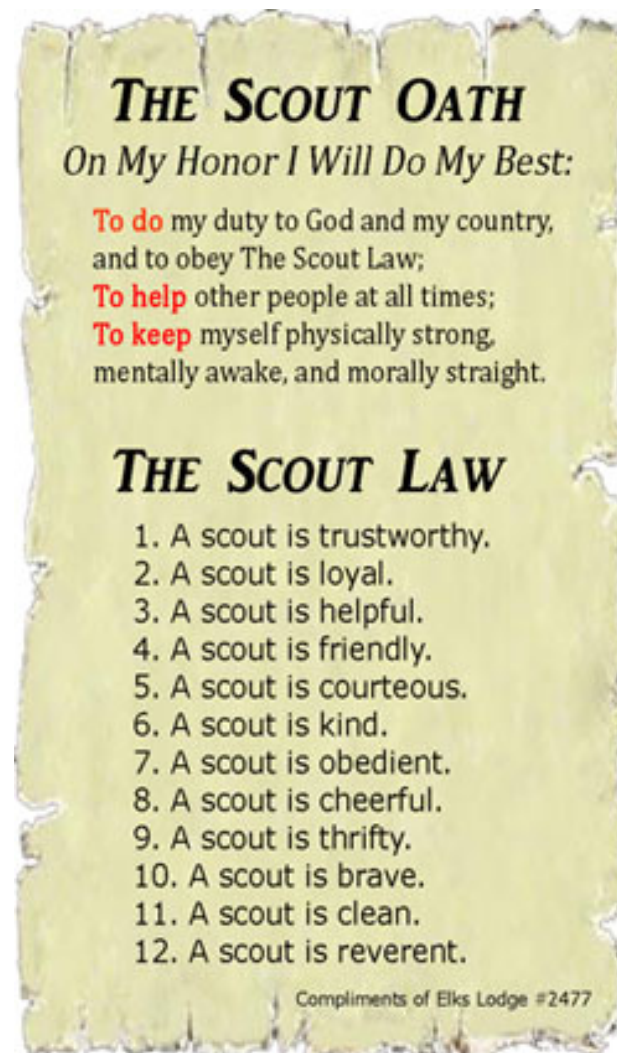 THE SCOUT OATH
On My Honor I Will Do My Best:
To do my duty to God and my country,
and to obey The Scout Law;
To help other people at all times;
To keep myself physically strong,
mentally awake, and morally straight.
THE SCOUT LAW
1. A scout is trustworthy.
2. A scout is loyal.
3. A scout is helpful.
4. A scout is friendly.
5. A scout is courteous.
6. A scout is kind.
7. A scout is obedient.
8. A scout is cheerful.
9. A scout is thrifty.
10. A scout is brave.
11. A scout is clean.
12. A scout is reverent.
Compliments of Elks Lodge #2477